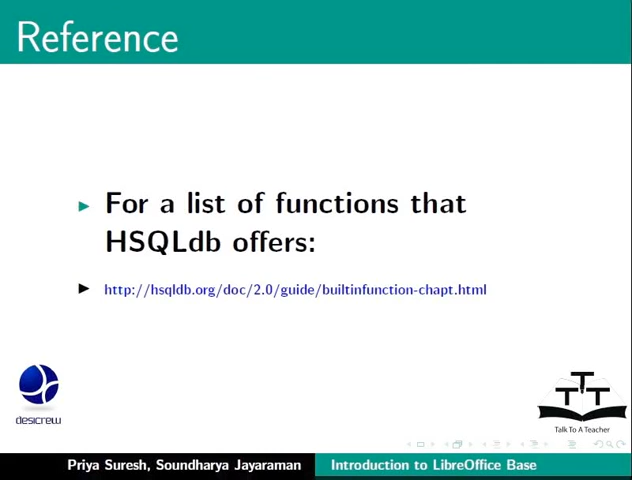 Reference
For a list of functions that
HSQLdb offers:
http://hsqldb.org/doc/2.0/guide/builtinfunction-chapt.html
desicrew
T
T T
Talk To A Teacher
Priya Suresh, Soundharya Jayaraman
Introduction to LibreOffice Base